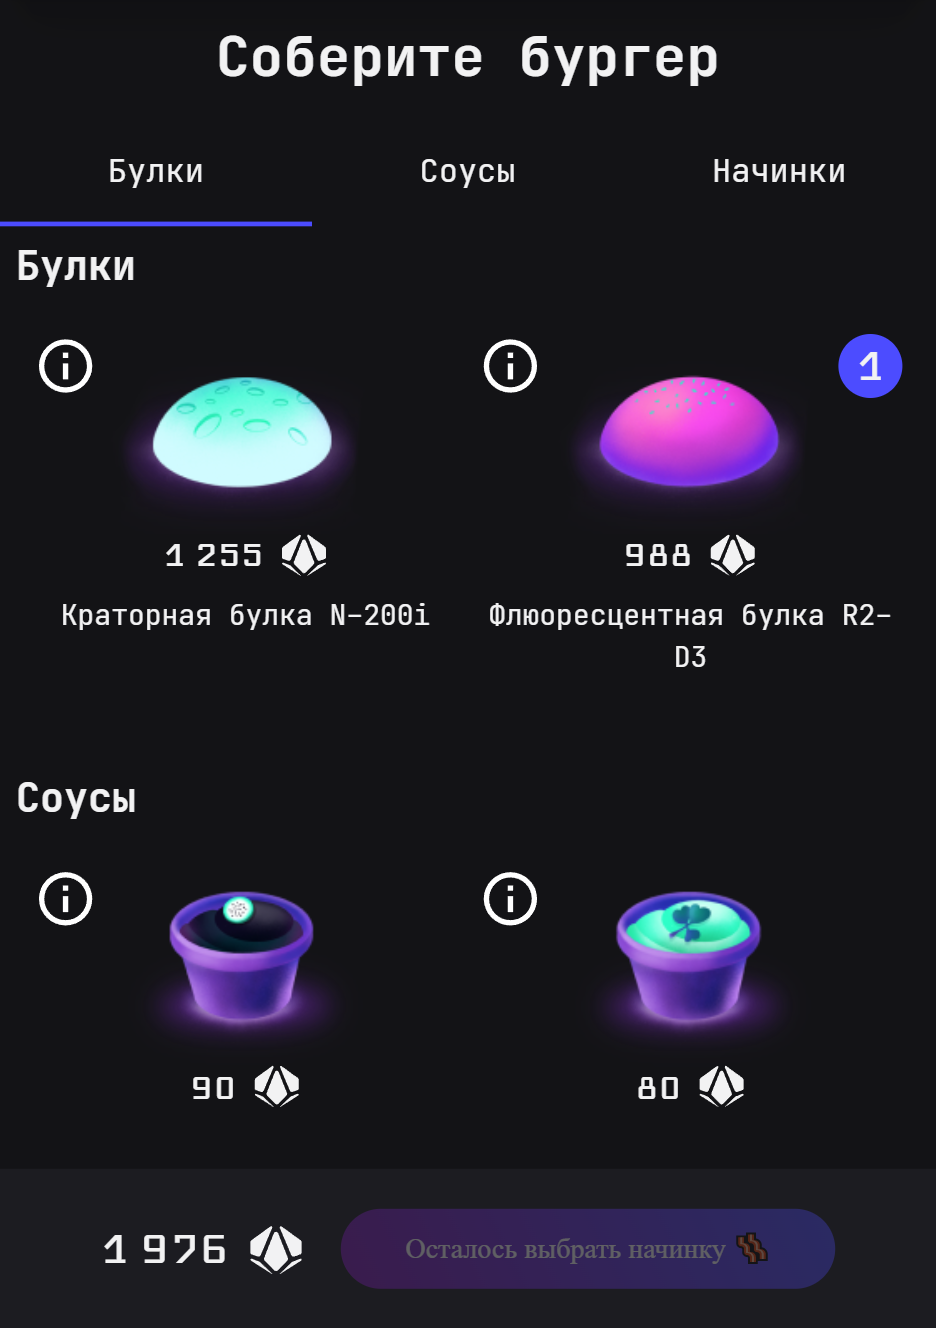 Соберите бургер
Булки
Соусы
Начинки
Булки
1
1 255
988
Краторная булка N-200i
Флюоресцентная булка R2-
D3
Соусы
90
80
1 976
Осталось выбрать начинку 🥓